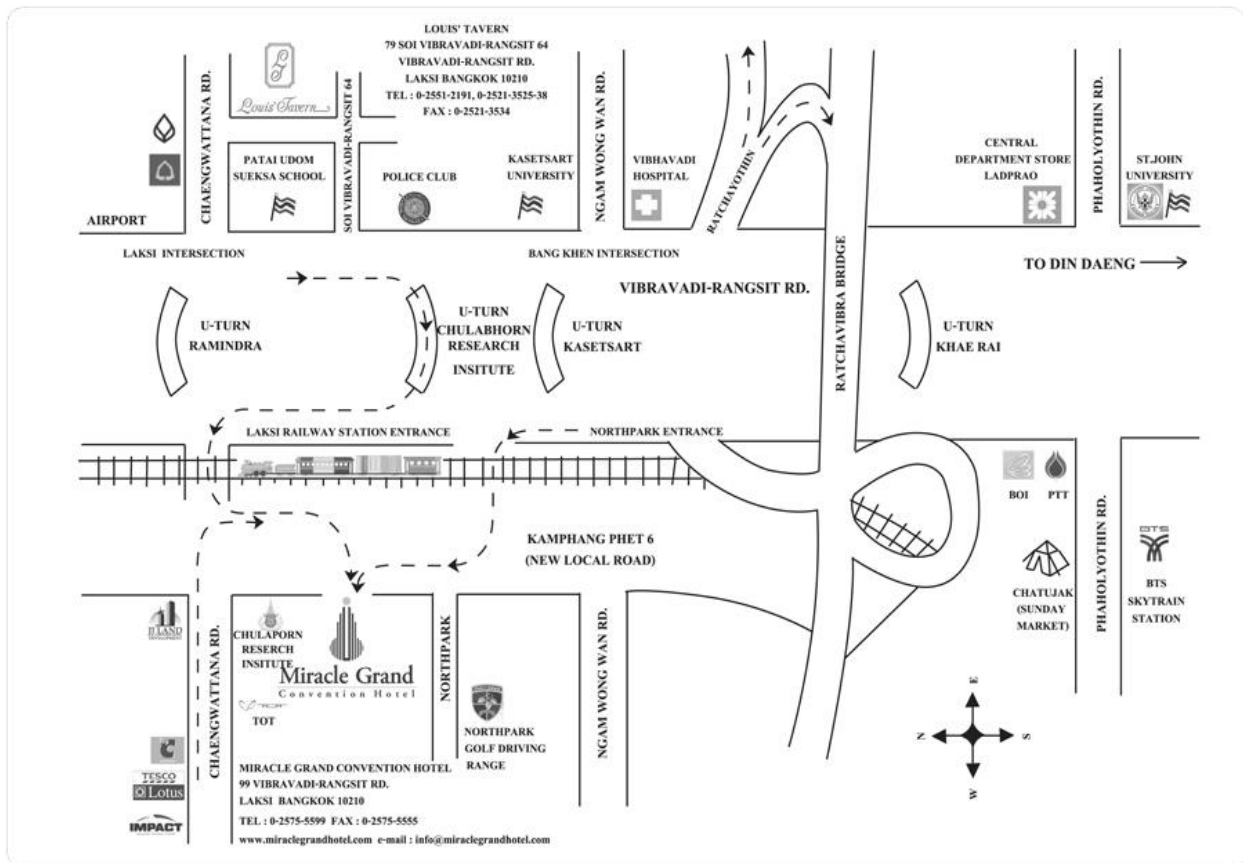 LOUIS' TAVERN
79 SOI VIBRAVADI-RANGSIT 64
VIBRAVADI-RANGSIT RD.
LAKSI BANGKOK 10210
TEL : 0-2551-2191, 0-2521-3525-38
FAX : 0-2521-3534
CHAENGWATTANA RD.
LT
Louis' Tavern
SOI VIBRAVADI-RANGSIT 64
NGAM WONG WAN RD.
PHAHOLYOTHIN RD.
PATAI UDOM
SUEKSA SCHOOL
POLICE CLUB
KASETSART
UNIVERSITY
VIBHAVADI
HOSPITAL
RATCHAYOTHIN
CENTRAL
DEPARTMENT STORE
LADPRAO
ST.JOHN
UNIVERSITY
AIRPORT
LAKSI INTERSECTION
BANG KHEN INTERSECTION
TO DIN DAENG
VIBRAVADI-RANGSIT RD.
U-TURN
RAMINDRA
U-TURN
CHULABHORN
RESEARCH
INSITUTE
U-TURN
KASETSART
RATCHAVIBRA BRIDGE
U-TURN
KHAE RAI
LAKSI RAILWAY STATION ENTRANCE
NORTHPARK ENTRANCE
BOI
PTT
KAMPHANG PHET 6
(NEW LOCAL ROAD)
PHAHOLYOTHIN RD.
BTS
BTS
SKYTRAIN
STATION
CHATUJAK
(SUNDAY
MARKET)
JJ LAND
DEVELOPMENT
CHAENGWATTANA RD.
CHULAPORN
RESERCH
INSITUTE
Miracle Grand
Convention Hotel
TOT
NORTHPARK
NORTHPARK
GOLF DRIVING
RANGE
NGAM WONG WAN RD.
E
N
S
W
TESCO
Lotus
IMPACT
MIRACLE GRAND CONVENTION HOTEL
99 VIBRAVADI-RANGSIT RD.
LAKSI BANGKOK 10210
TEL : 0-2575-5599 FAX : 0-2575-5555
www.miraclegrandhotel.com e-mail : info@miraclegrandhotel.com